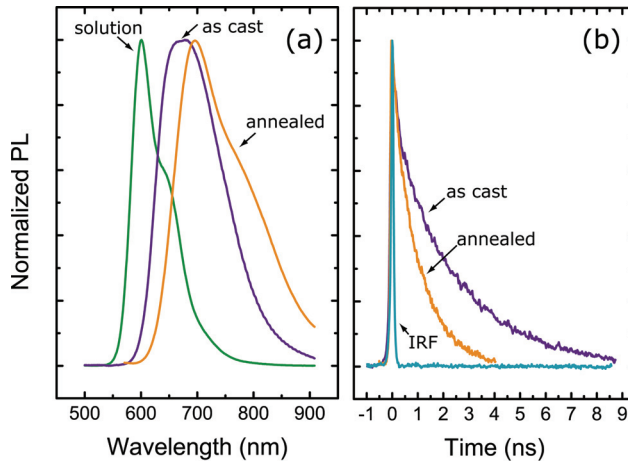 solution
as cast
(a)
annealed
Normalized PL
500 600 700 800 900
Wavelength (nm)
(b)
as cast
annealed
IRF
-1 0 1 2 3 4 5 6 7 8 9
Time (ns)